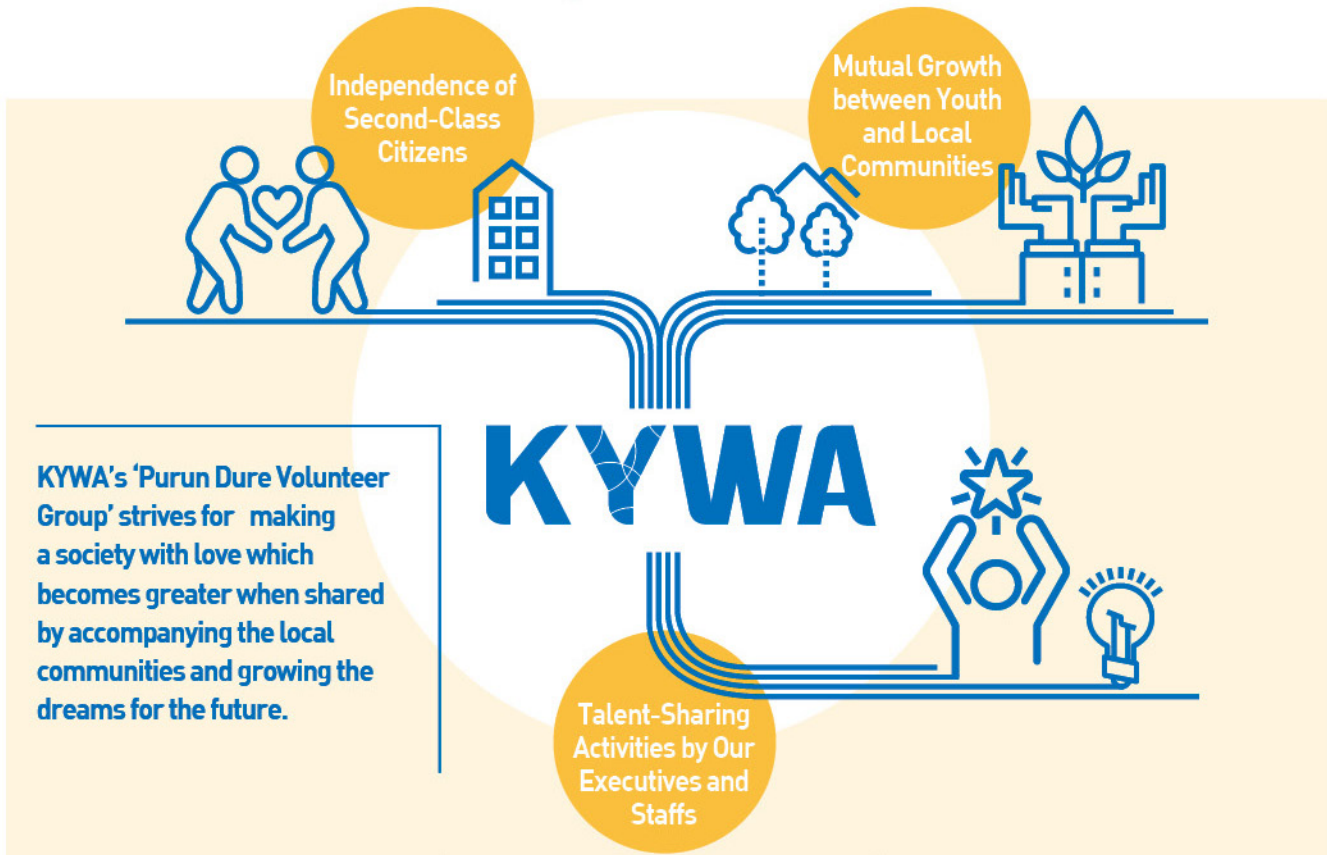 Independence of
Second-Class
Citizens
Mutual Growth
between Youth
and Local
Communities
KYWA
KYWA's ‘Purun Dure Volunteer
Group’ strives for making
a society with love which
becomes greater when shared
by accompanying the local
communities and growing the
dreams for the future.
Talent-Sharing
Activities by Our
Executives and
Staffs